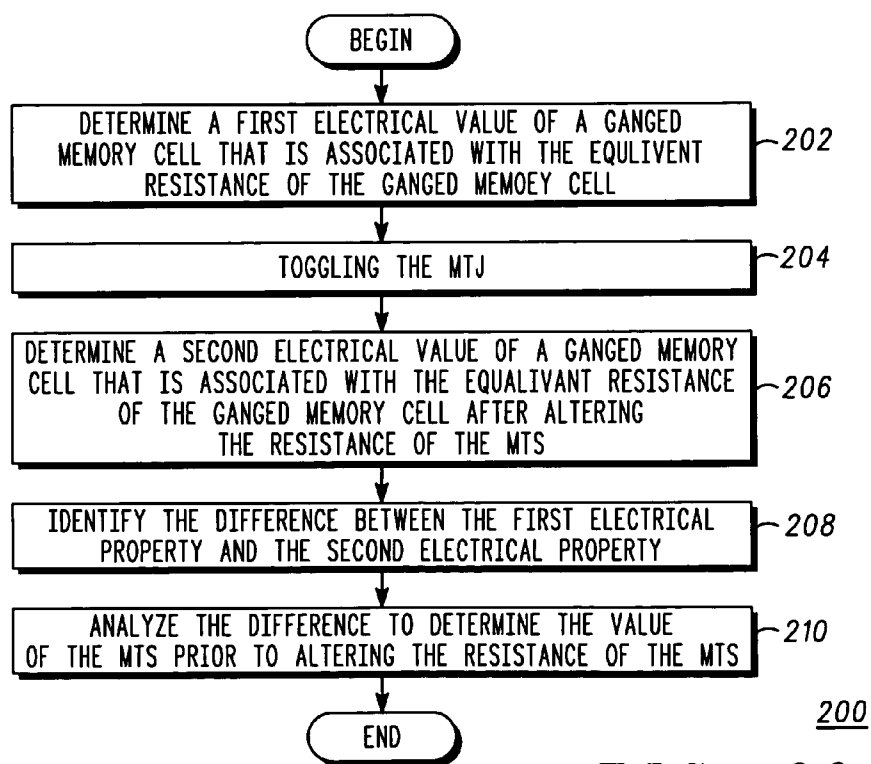 BEGIN
DETERMINE A FIRST ELECTRICAL VALUE OF A GANGED
MEMORY CELL THAT IS ASSOCIATED WITH THE EQULIVENT
RESISTANCE OF THE GANGED MEMOEY CELL
202
TOGGLING THE MTJ
204
DETERMINE A SECOND ELECTRICAL VALUE OF A GANGED MEMORY
CELL THAT IS ASSOCIATED WITH THE EQUALIVANT RESISTANCE
OF THE GANGED MEMORY CELL AFTER ALTERING
THE RESISTANCE OF THE MTS
206
IDENTIFY THE DIFFERENCE BETWEEN THE FIRST ELECTRICAL
PROPERTY AND THE SECOND ELECTRICAL PROPERTY
208
ANALYZE THE DIFFERENCE TO DETERMINE THE VALUE
OF THE MTS PRIOR TO ALTERING THE RESISTANCE OF THE MTS
210
END
200